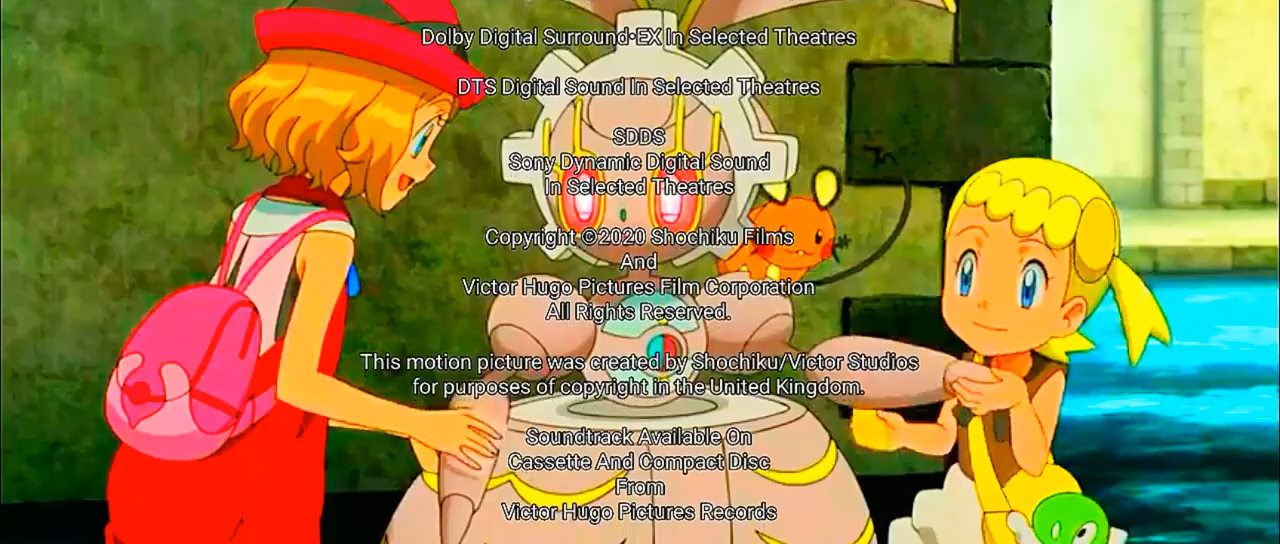 Dolby Digital Surround•EX In Selected Theatres
DTS Digital Sound In Selected Theatres
SDDS
Sony Dynamic Digital Sound
In Selected Theatres
Copyright ©2020 Shochiku Films
And
Victor Hugo Pictures Film Corporation
All Rights Reserved.
This motion picture was created by Shochiku/Victor Studios
for purposes of copyright in the United Kingdom.
Soundtrack Available On
Cassette And Compact Disc
From
Victor Hugo Pictures Records